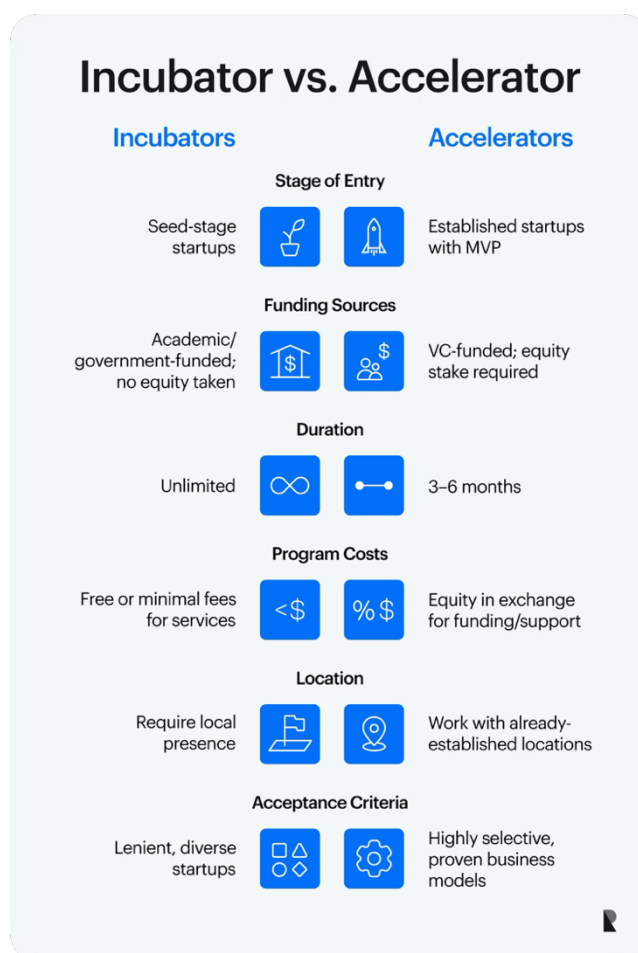 Incubator vs. Accelerator
Incubators
Accelerators
Stage of Entry
Seed-stage
startups
Established startups
with MVP
Funding Sources
Academic/
government-funded;
no equity taken
$
$
VC-funded; equity
stake required
Duration
Unlimited
3–6 months
Program Costs
Free or minimal fees
for services
<$
%$
Equity in exchange
for funding/support
Location
Require local
presence
Work with already-
established locations
Acceptance Criteria
Lenient, diverse
startups
Highly selective,
proven business
models
R